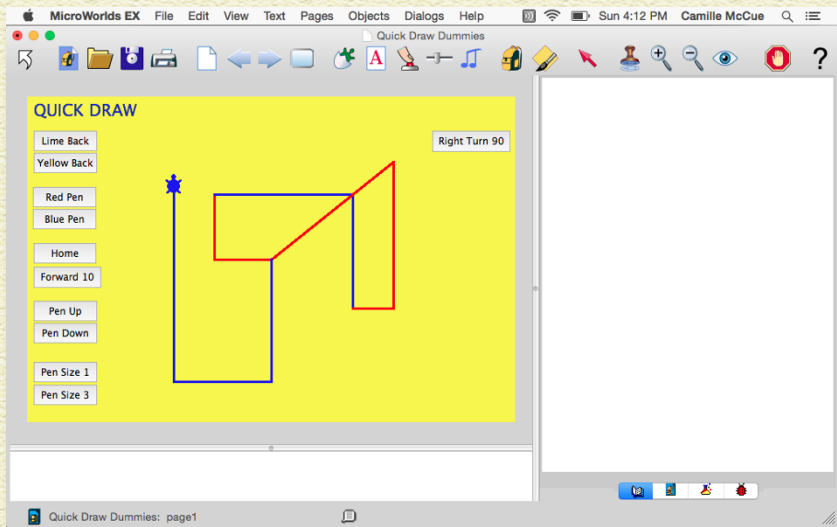 MicroWorlds EX File Edit View Text Pages Objects Dialogs Help Sun 4:12 PM Camille McCue
Quick Draw Dummies
A ?
QUICK DRAW
Lime Back
Right Turn 90
Yellow Back
Red Pen
Blue Pen
Home
Forward 10
Pen Up
Pen Down
Pen Size 1
Pen Size 3
Quick Draw Dummies: page1